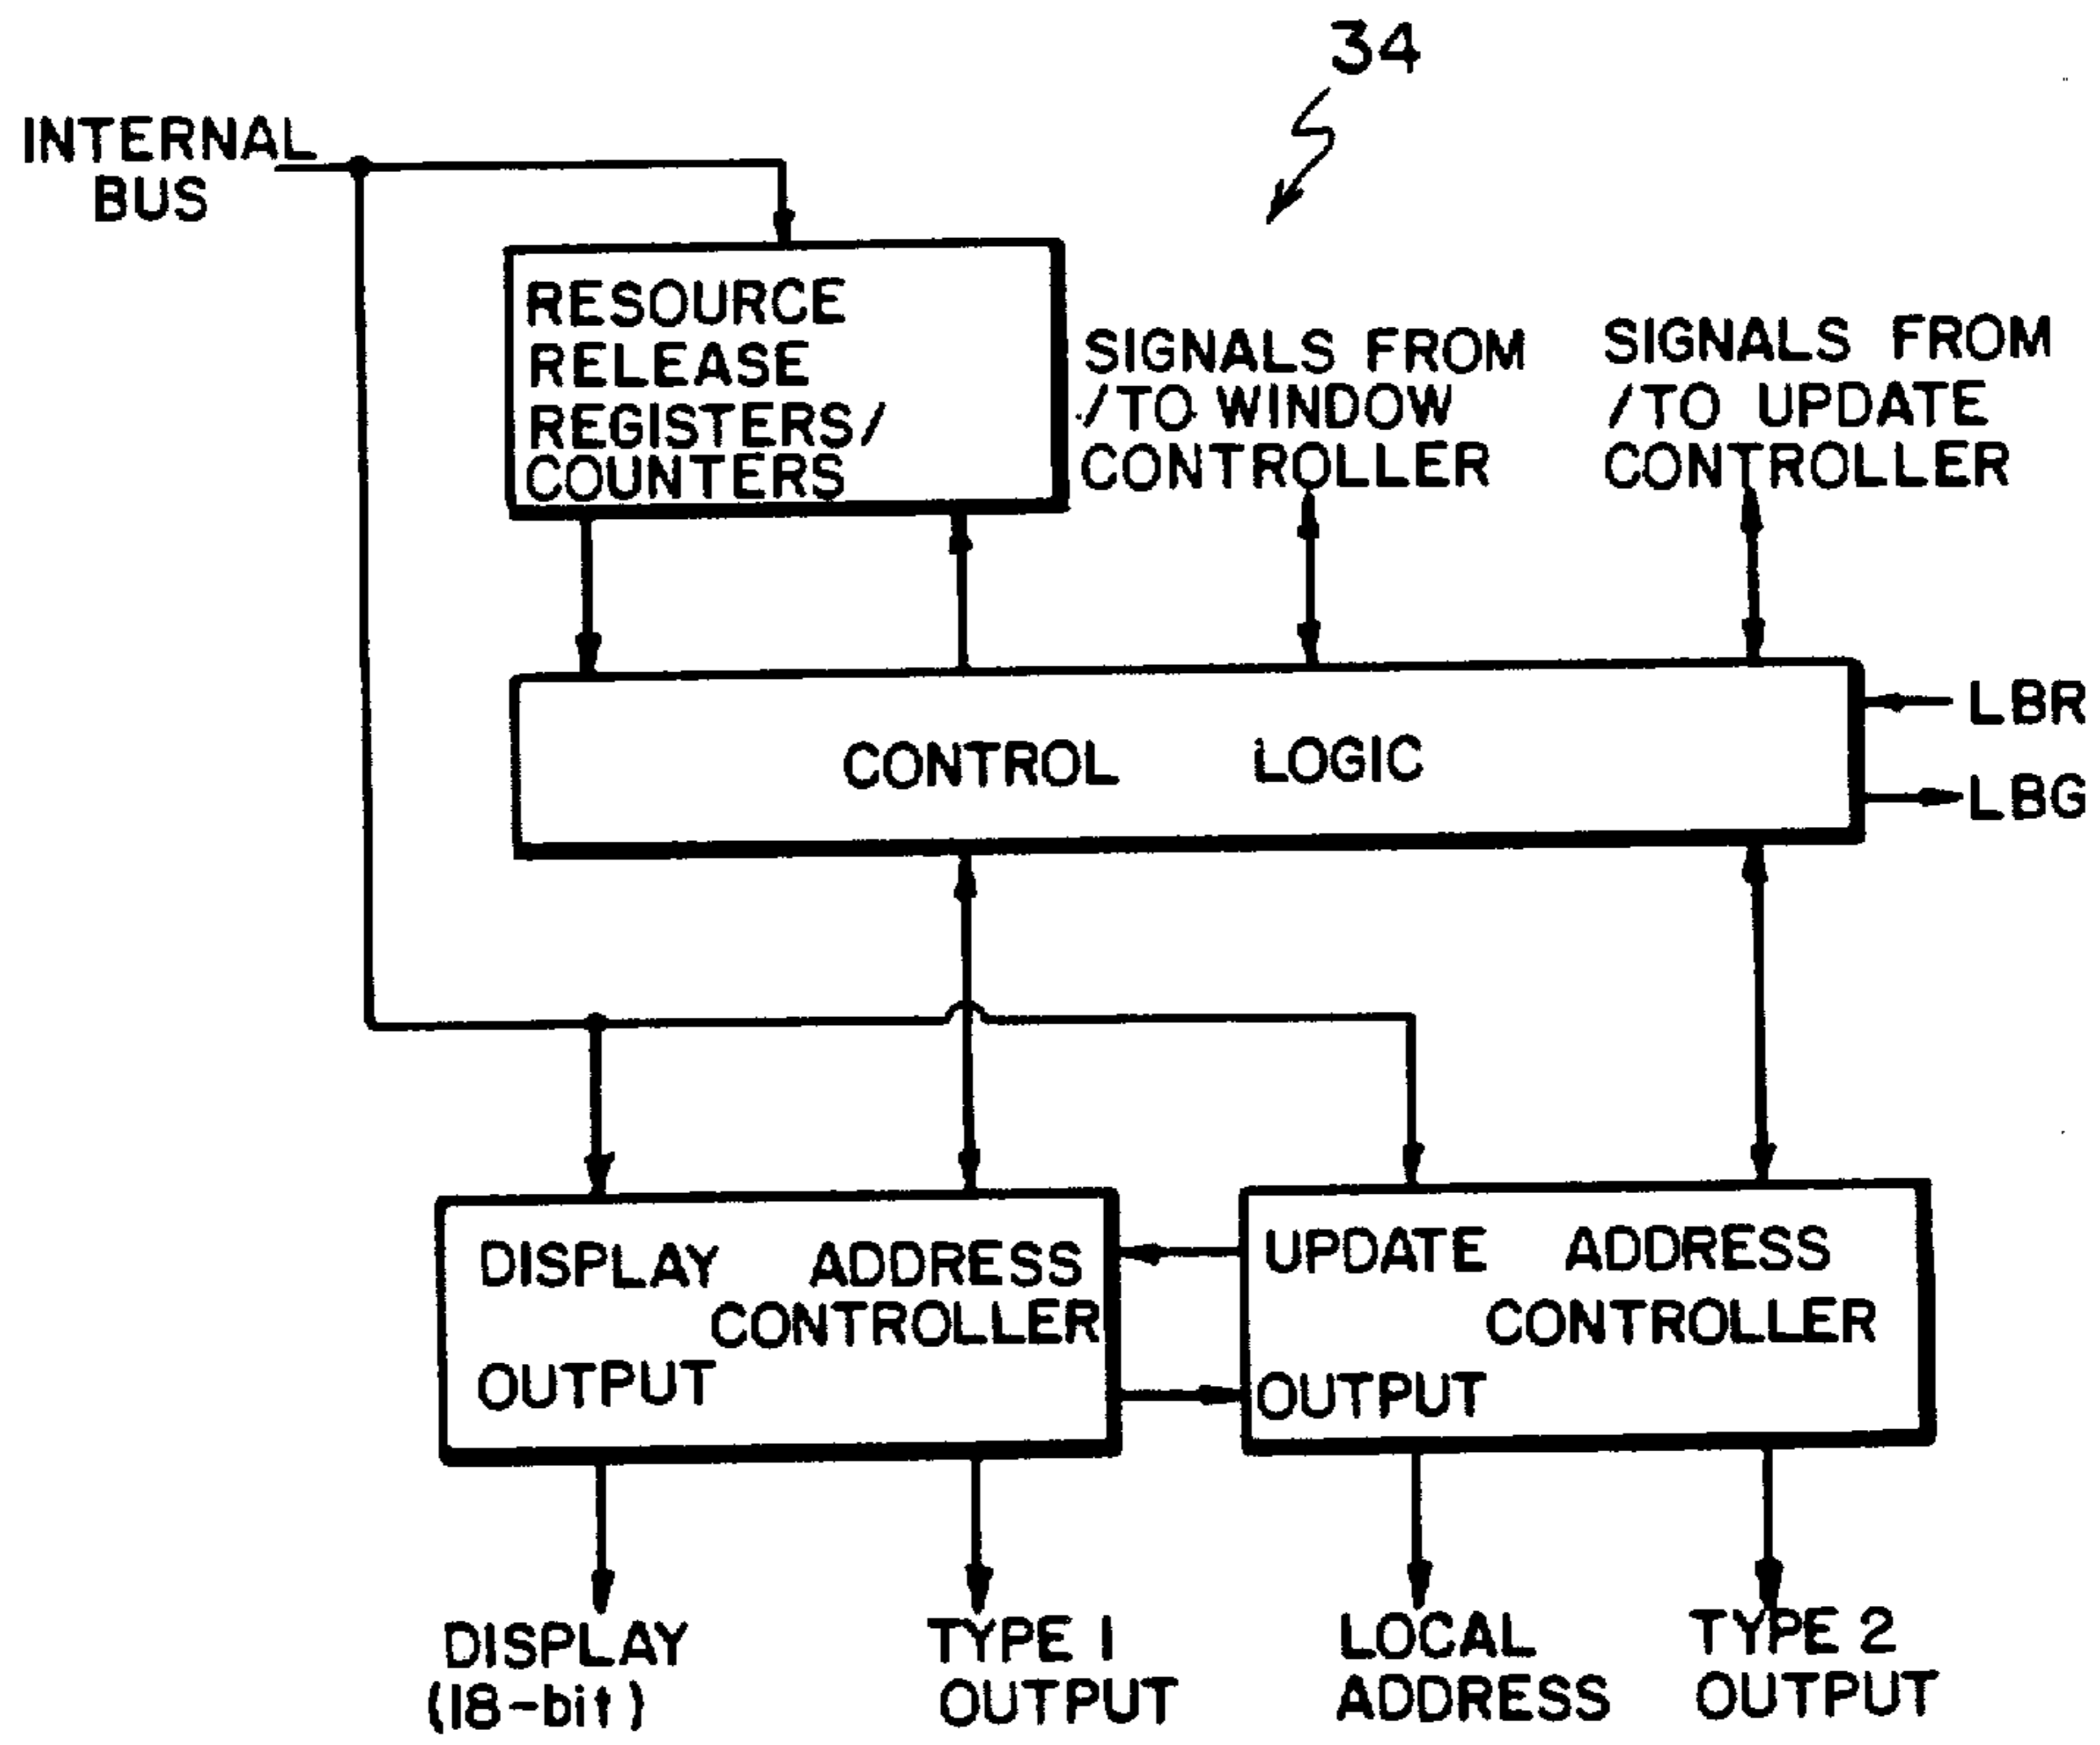 34
INTERNAL
BUS
RESOURCE
RELEASE
REGISTERS/
COUNTERS
SIGNALS FROM
/TO WINDOW
CONTROLLER
SIGNALS FROM
/TO UPDATE
CONTROLLER
CONTROL LOGIC
LBR
LBG
DISPLAY ADDRESS
CONTROLLER
OUTPUT
UPDATE ADDRESS
CONTROLLER
OUTPUT
DISPLAY
(18-bit)
TYPE 1
OUTPUT
LOCAL
ADDRESS
TYPE 2
OUTPUT